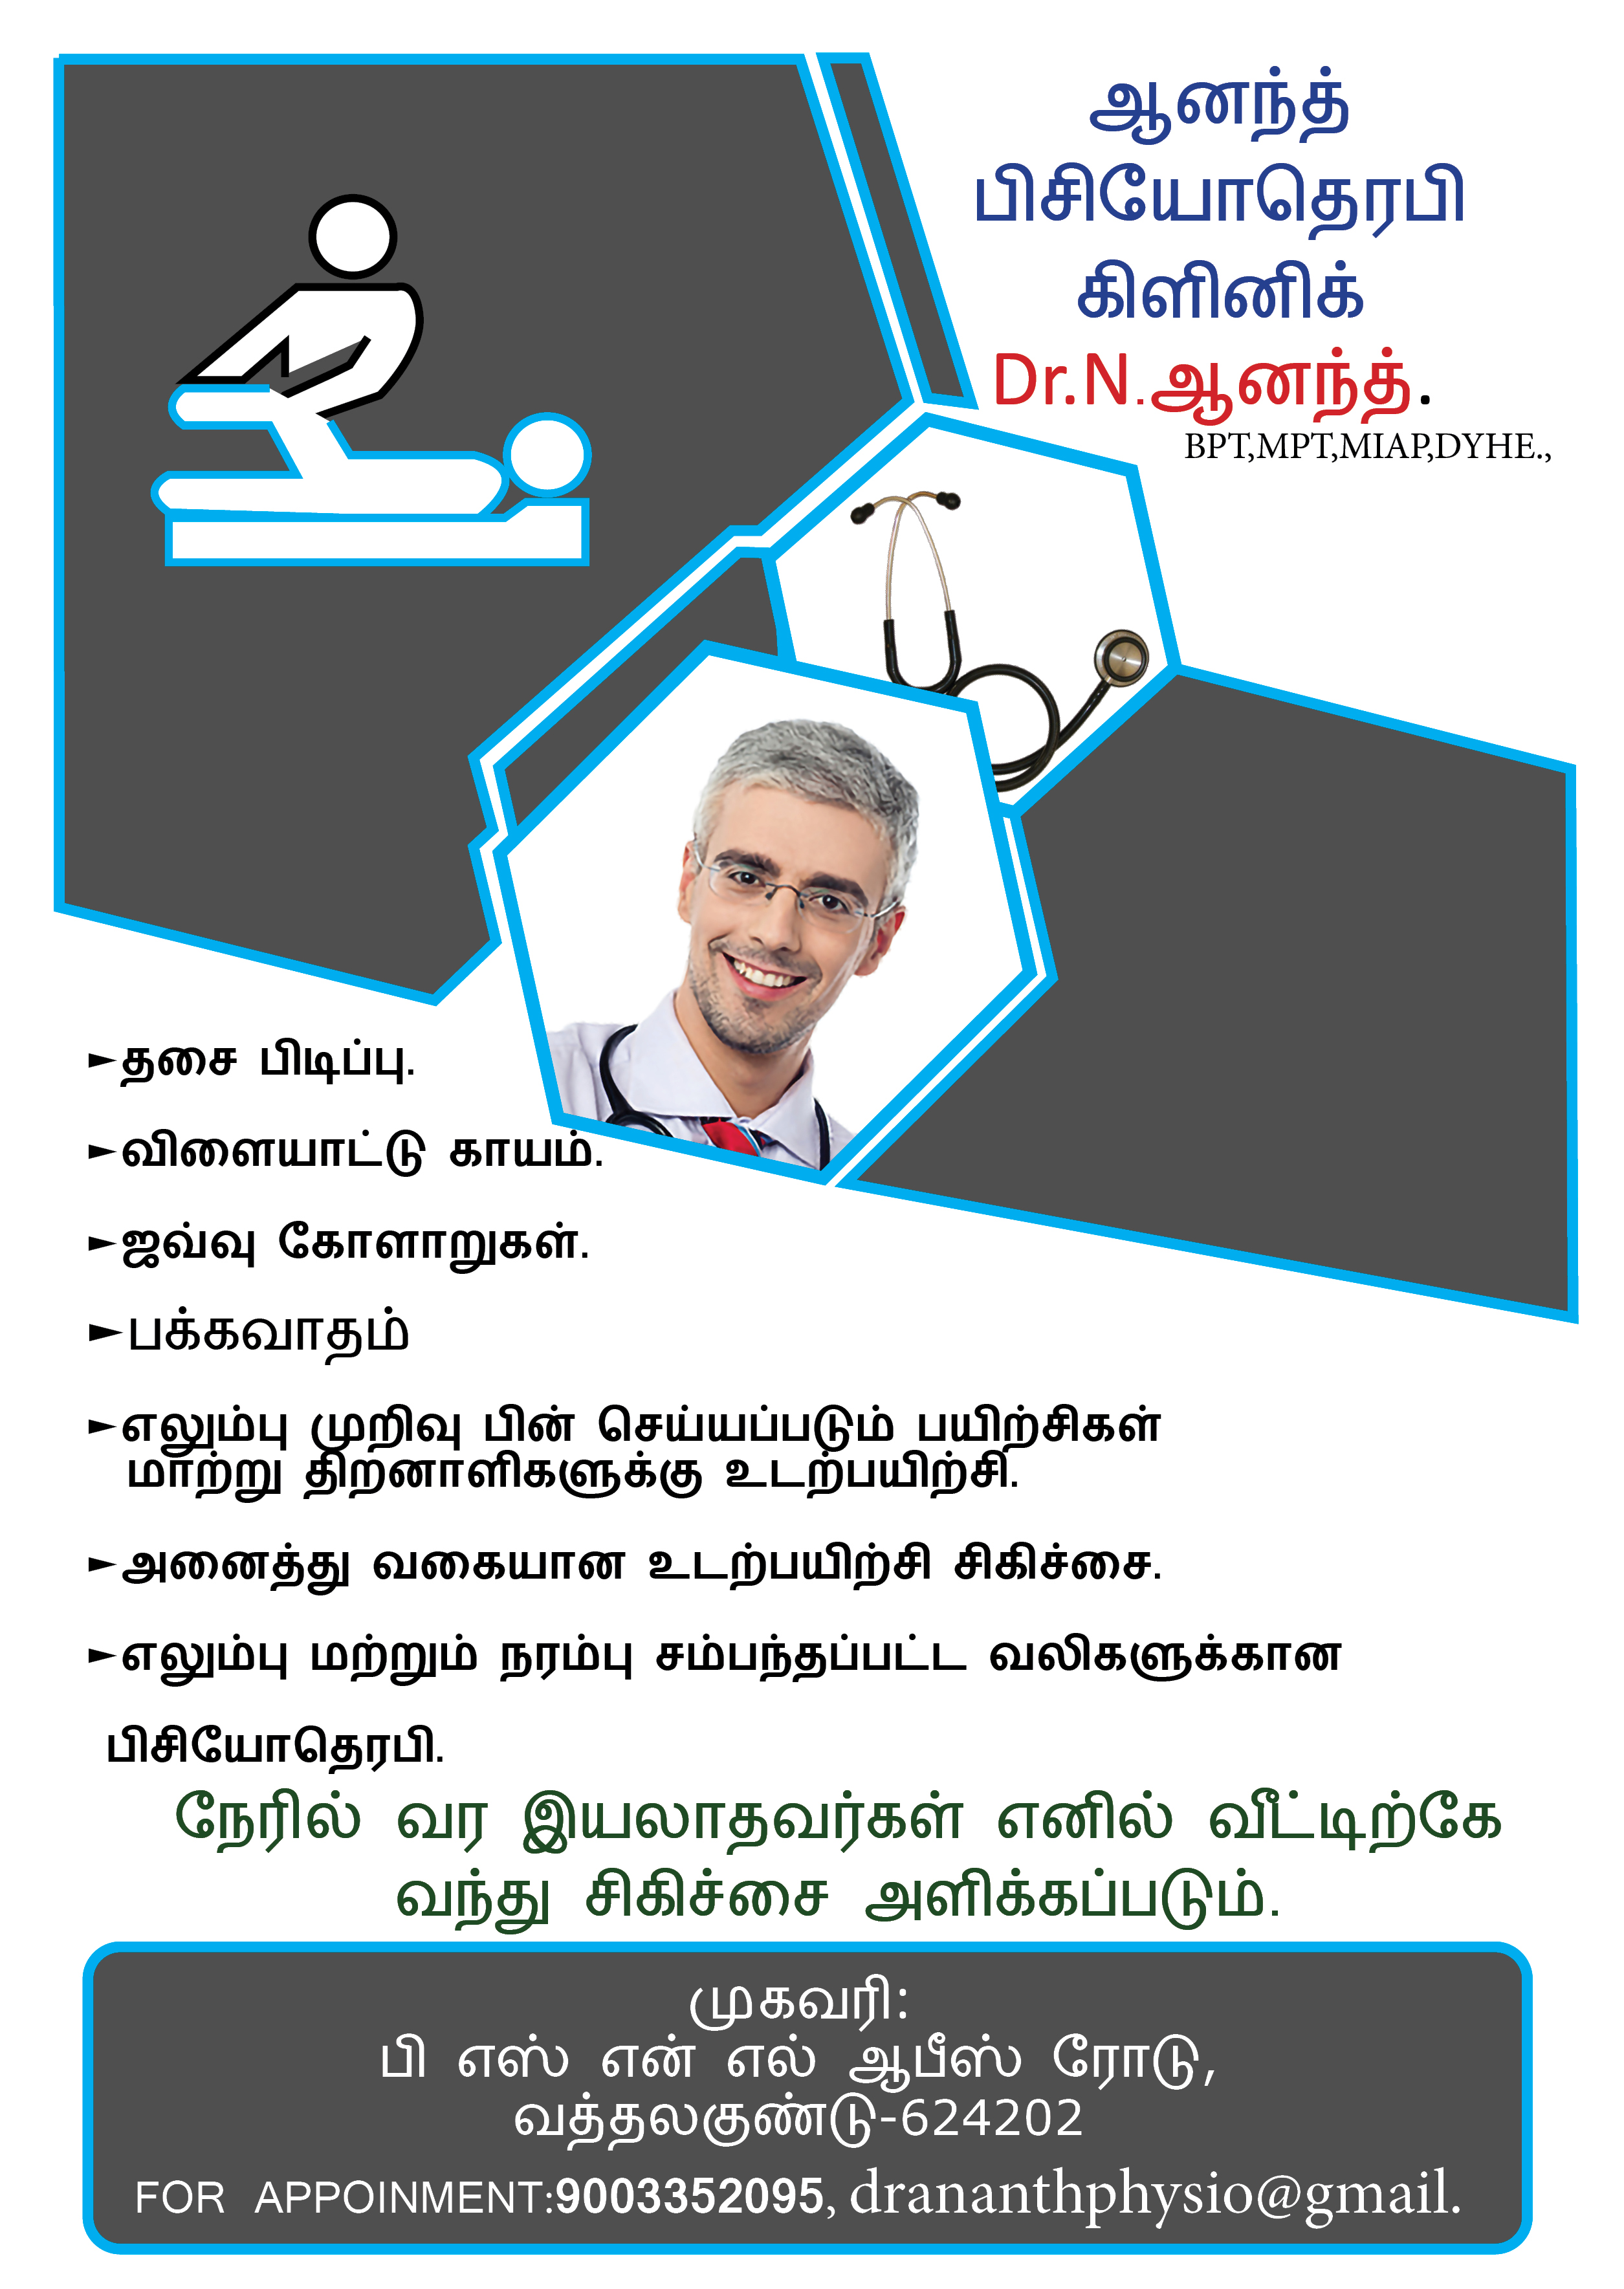 ஆனந்த்
பிசியோதெரபி
கிளினிக்
Dr.N.ஆனந்த்.
BPT,MPT,MIAP,DYHE.,
►தசை பிடிப்பு.
►விளையாட்டு காயம்.
►ஜவ்வு கோளாறுகள்.
►பக்கவாதம்
►எலும்பு முறிவு பின் செய்யப்படும் பயிற்சிகள்
மாற்று திறனாளிகளுக்கு உடற்பயிற்சி.
►அனைத்து வகையான உடற்பயிற்சி சிகிச்சை.
►எலும்பு மற்றும் நரம்பு சம்பந்தப்பட்ட வலிகளுக்கான
பிசியோதெரபி.
நேரில் வர இயலாதவர்கள் எனில் வீட்டிற்கே
வந்து சிகிச்சை அளிக்கப்படும்.
முகவரி:
பி எஸ் என் எல் ஆபீஸ் ரோடு,
வத்தலகுண்டு-624202
FOR APPOINMENT:9003352095, drananthphysio@gmail.